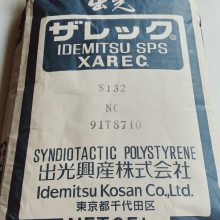 ザレック®
IDEMITSU SPS
XAREC
S132
NC
91T8710
SYNDIOTACTIC POLYSTYRENE
出光興産株式会社
Idemitsu Kosan Co.,Ltd.
東京都千代田区